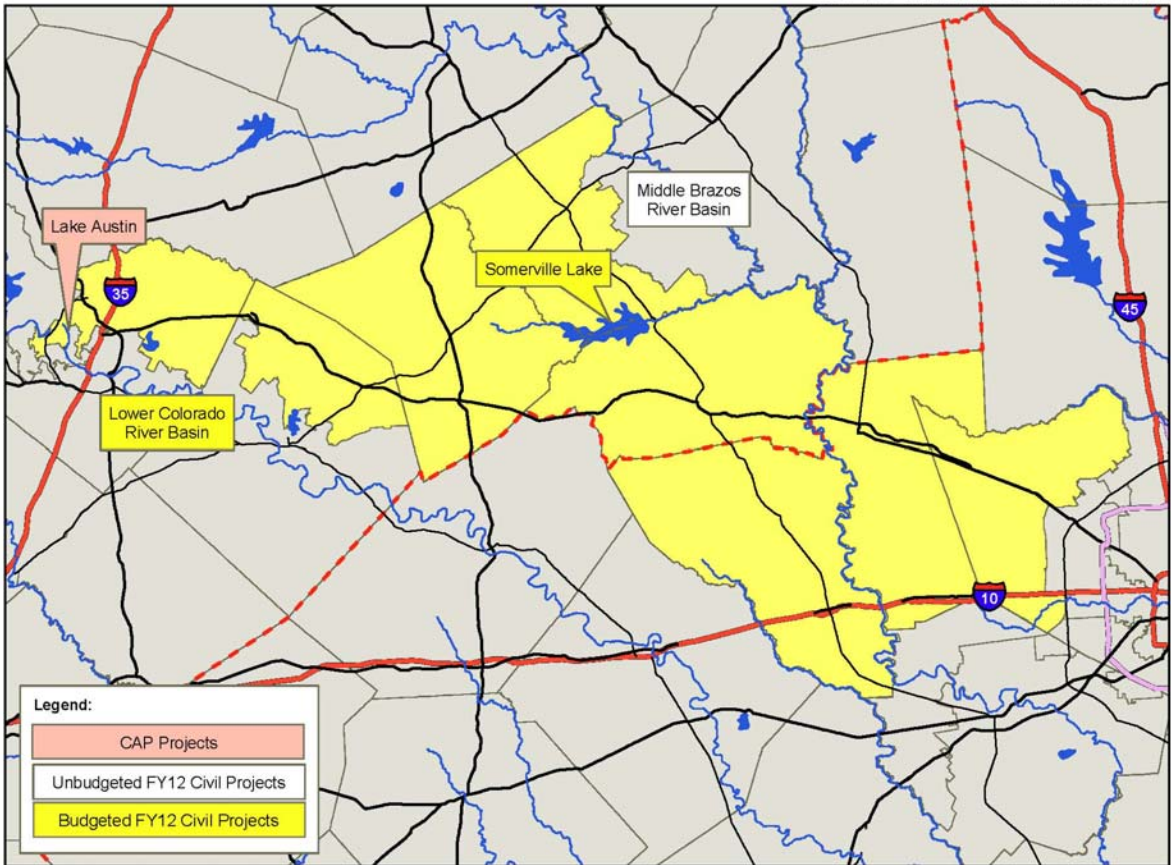 Middle Brazos
River Basin
Lake Austin
Somerville Lake
35
45
Lower Colorado
River Basin
10
Legend:
CAP Projects
Unbudgeted FY12 Civil Projects
Budgeted FY12 Civil Projects